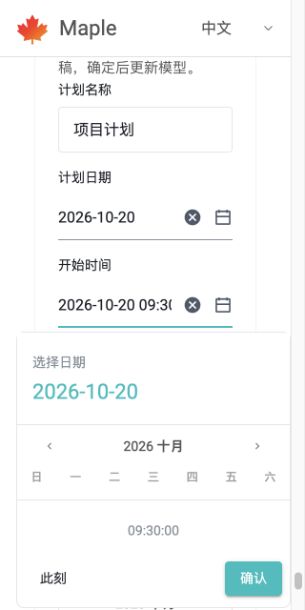 Maple
中文
稿，确定后更新模型。
计划名称
项目计划
计划日期
2026-10-20
开始时间
2026-10-20 09:30
选择日期
2026-10-20
2026 十月
日 一 二 三 四 五 六
09:30:00
此刻
确认